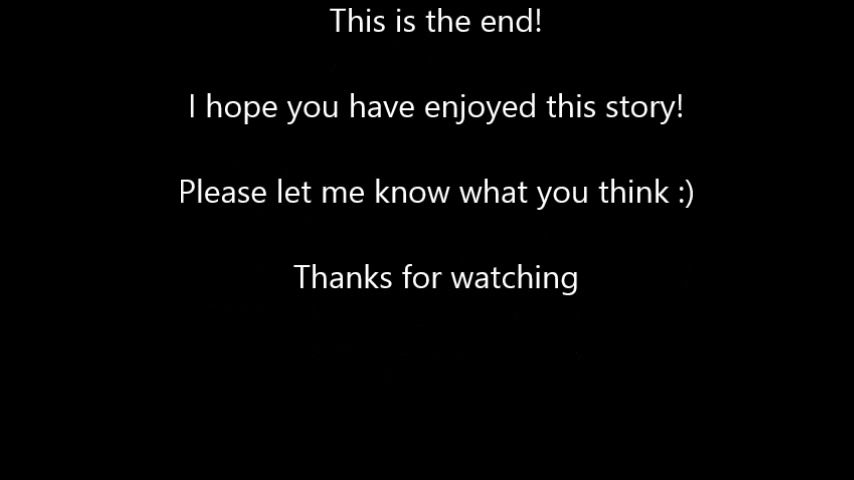 This is the end!
I hope you have enjoyed this story!
Please let me know what you think :)
Thanks for watching